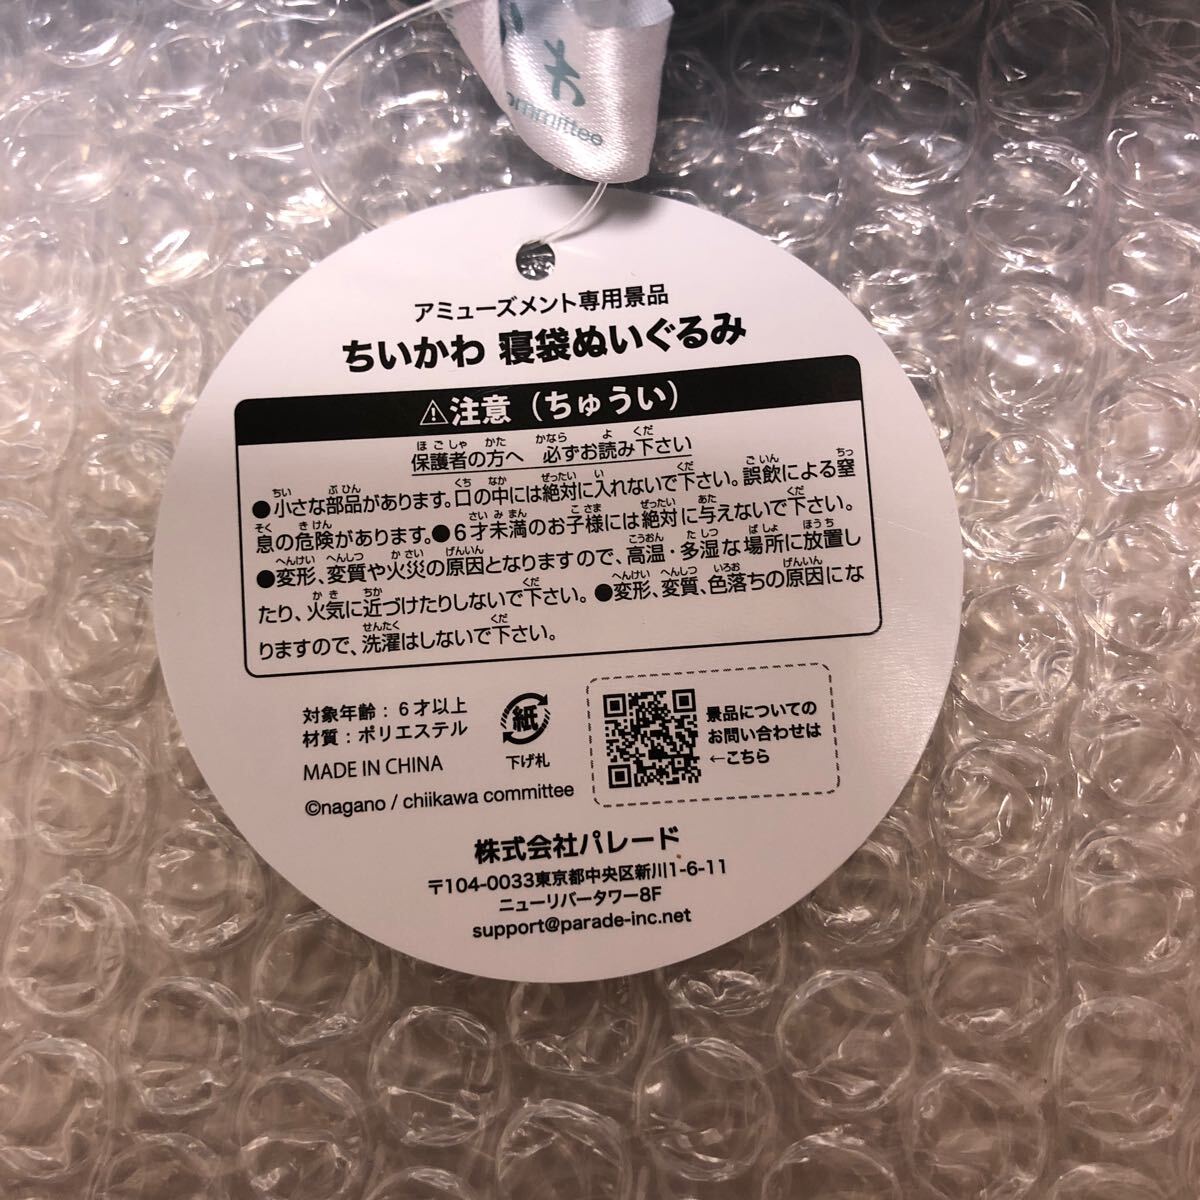 ommittee
アミューズメント専用景品
ちいかわ 寝袋ぬいぐるみ
⚠注意（ちゅうい）
ほごしゃ かた かなら よ くだ
保護者の方へ 必ずお読み下さい
ちい ぶひん くち なか ぜったい い くだ ごいん ちっ
●小さな部品があります。口の中には絶対に入れないで下さい。誤飲による窒
そく きけん さいみまん こさま ぜったい あた くだ
息の危険があります。●6才未満のお子様には絶対に与えないで下さい。
へんけい へんしつ かさい げんいん こうおん たしつ ばしょ ほうち
●変形、変質や火災の原因となりますので、高温・多湿な場所に放置し
かき ちか くだ へんけい へんしつ いろお げんいん
たり、火気に近づけたりしないで下さい。●変形、変質、色落ちの原因にな
せんたく くだ
りますので、洗濯はしないで下さい。
対象年齢：6才以上
材質：ポリエステル
MADE IN CHINA
©nagano / chiikawa committee
紙
下げ札
景品についての
お問い合わせは
←こちら
株式会社パレード
〒104-0033東京都中央区新川1-6-11
ニューリバータワー8F
support@parade-inc.net